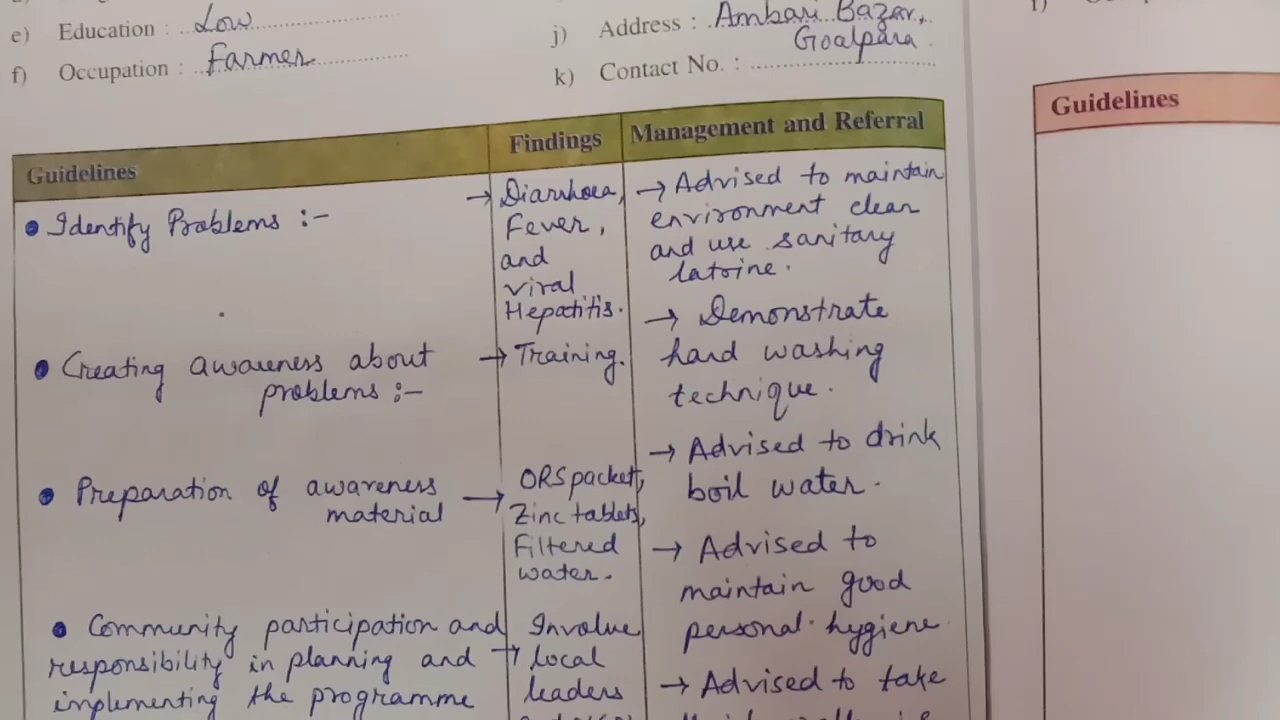 e) Education : Low
f) Occupation : Farmer
j) Address : Ambari Bazar,
Goalpara.
k) Contact No. :
Guidelines
Findings
Management and Referral
• Identify Problems :-
→ Diarrhoea,
Fever,
and
viral
Hepatitis.
→ Advised to maintain
environment clean
and use sanitary
latrine.
• Creating awareness about
problems :-
→ Training.
→ Demonstrate
hand washing
technique.
• Preparation of awareness
material
→ ORS packet,
Zinc tablets,
Filtered
water.
→ Advised to drink
boil water.
→ Advised to
maintain good
personal hygiene.
• Community participation and
responsibility in planning and
implementing the programme
→ Involve
local
leaders
→ Advised to take
Guidelines